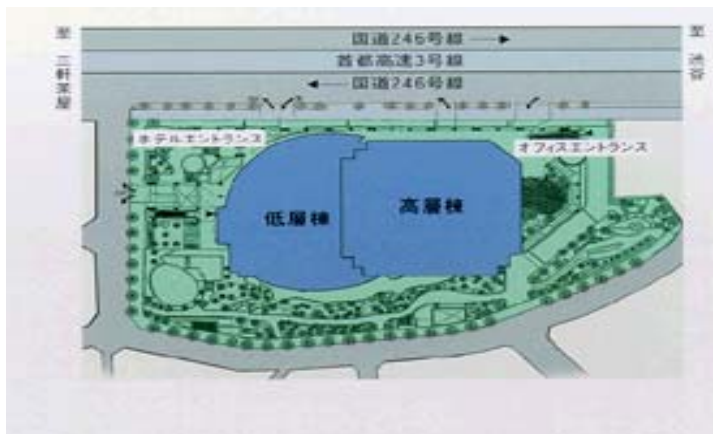 国道246号線 →
首都高速3号線
← 国道246号線
至 三軒茶屋
至 渋谷
ホテルエントランス
オフィスエントランス
低層棟
高層棟